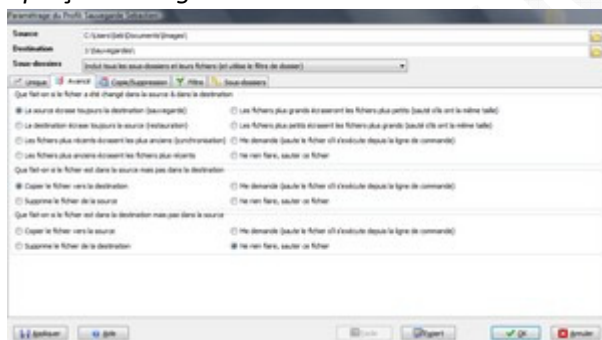 Paramétrage du Profil Sauvegarde Sébastien
Source C:\Users\Seb\Documents\Images\
Destination J:\Sauvegardes\
Sous-dossiers Inclut tous les sous-dossiers et leurs fichiers (et utilise le filtre de dossier)
Unique Avancé Copie/Suppression Filtre Sous-dossiers
Que fait-on si le fichier a été changé dans la source & dans la destination
La source écrase toujours la destination (sauvegarde) Les fichiers plus grands écraseront les fichiers plus petits (sauté s'ils ont la même taille)
La destination écrase toujours la source (restauration) Les fichiers plus petits écrasent les fichiers plus grands (sauté s'ils ont la même taille)
Les fichiers plus récents écrasent les plus anciens (synchronisation) Me demande (saute le fichier s'il s'exécute depuis la ligne de commande)
Les fichiers plus anciens écrasent les fichiers plus récents Ne rien faire, sauter ce fichier
Que fait-on si le fichier est dans la source mais pas dans la destination
Copier le fichier vers la destination Me demande (saute le fichier s'il s'exécute depuis la ligne de commande)
Supprime le fichier de la source Ne rien faire, sauter ce fichier
Que fait-on si le fichier est dans la destination mais pas dans la source
Copier le fichier vers la source Me demande (saute le fichier s'il s'exécute depuis la ligne de commande)
Supprime le fichier de la destination Ne rien faire, sauter ce fichier
Appliquer Aide Expert OK Annuler